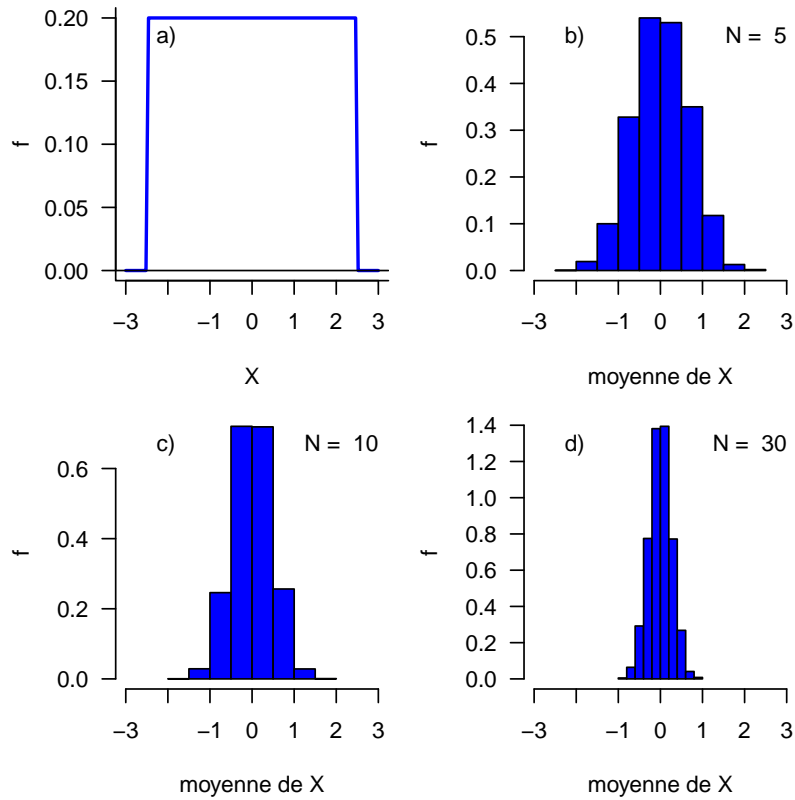 a)
f
0.20
0.15
0.10
0.05
0.00
−3 −1 0 1 2 3
X
b) N = 5
f
0.5
0.4
0.3
0.2
0.1
0.0
−3 −1 0 1 2 3
moyenne de X
c) N = 10
f
0.6
0.4
0.2
0.0
−3 −1 0 1 2 3
moyenne de X
d) N = 30
f
1.4
1.2
1.0
0.8
0.6
0.4
0.2
0.0
−3 −1 0 1 2 3
moyenne de X